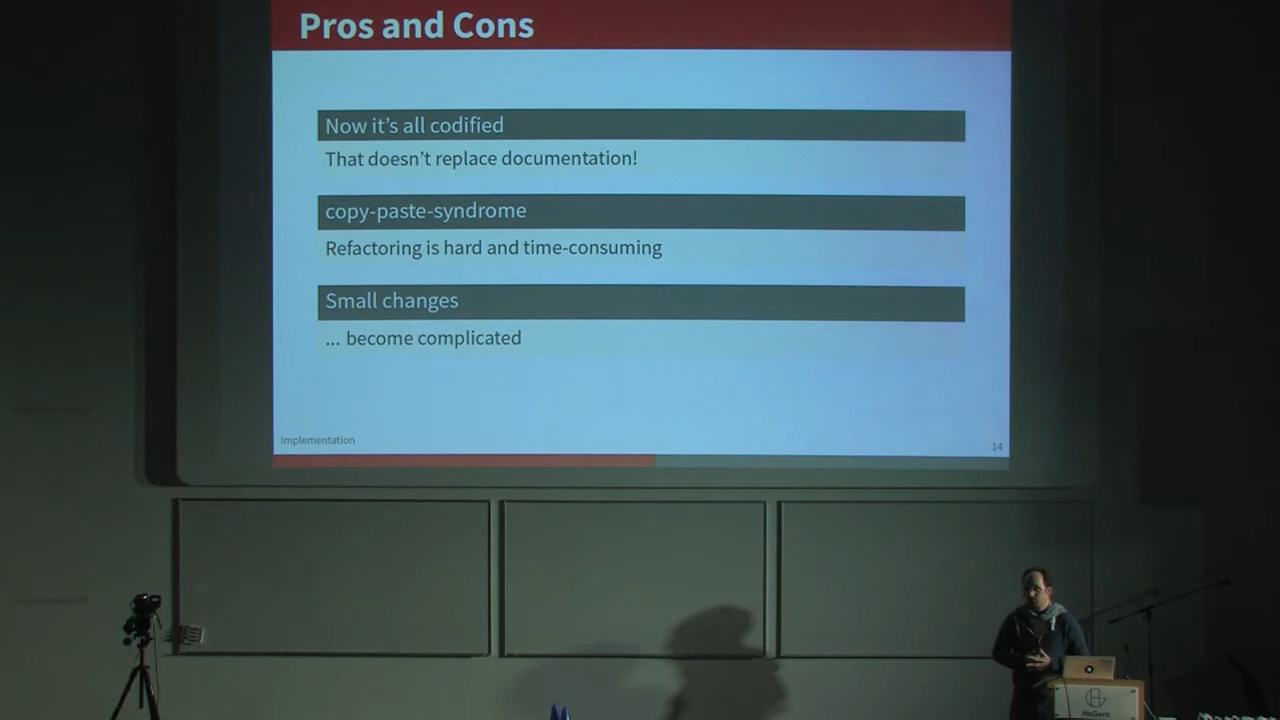 Pros and Cons
Now it's all codified
That doesn't replace documentation!
copy-paste-syndrome
Refactoring is hard and time-consuming
Small changes
... become complicated
Implementation
14
HoGent